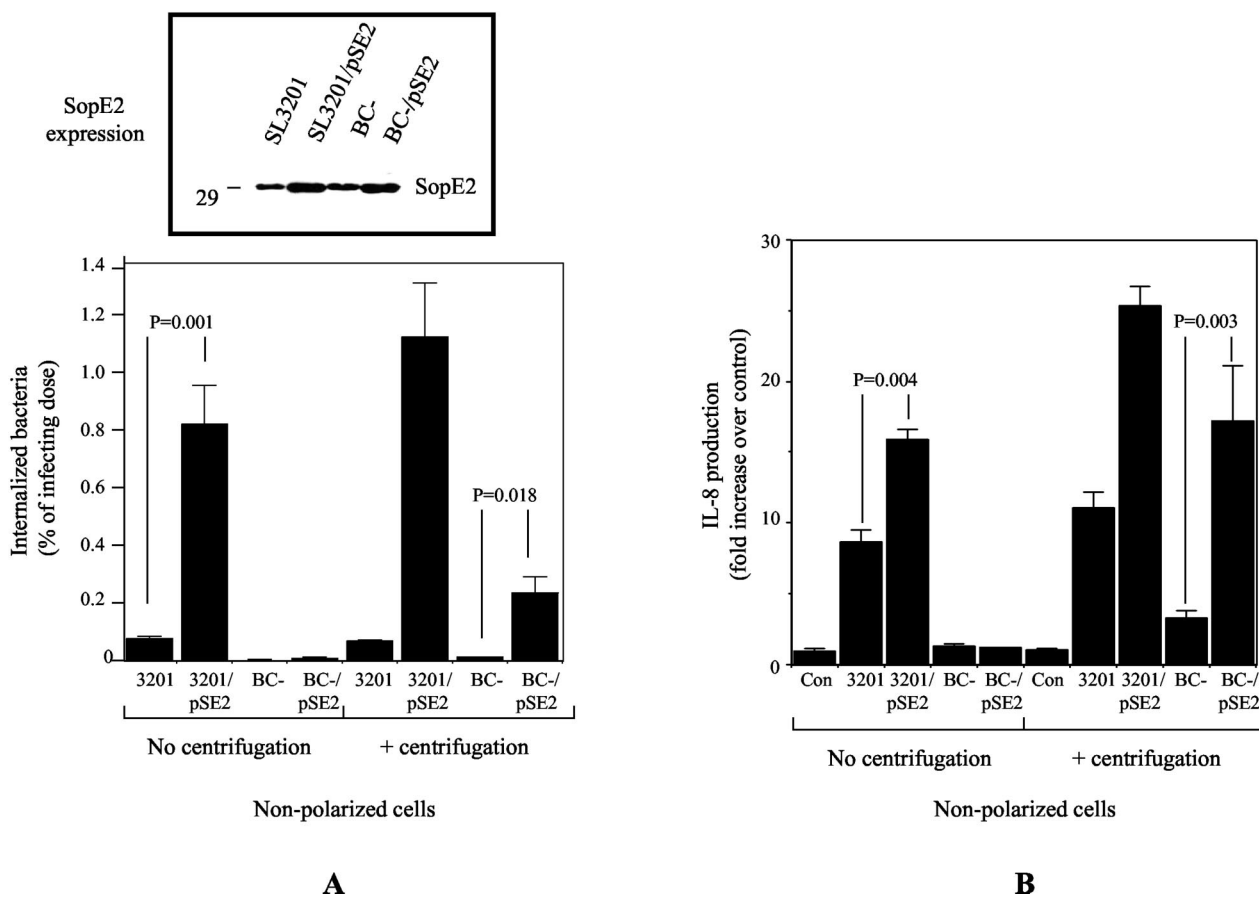 SopE2
expression
SL3201
SL3201/pSE2
BC-
BC-/pSE2
29
SopE2
Internalized bacteria
(% of infecting dose)
1.4
1.2
1.0
0.8
0.6
0.4
0.2
0
P=0.001
P=0.018
3201 3201/ BC- BC-/ 3201 3201/ BC- BC-/
pSE2 pSE2 pSE2 pSE2
No centrifugation + centrifugation
Non-polarized cells
A
IL-8 production
(fold increase over control)
30
20
10
0
P=0.004
P=0.003
Con 3201 3201/ BC- BC-/ Con 3201 3201/ BC- BC-/
pSE2 pSE2 pSE2 pSE2
No centrifugation + centrifugation
Non-polarized cells
B